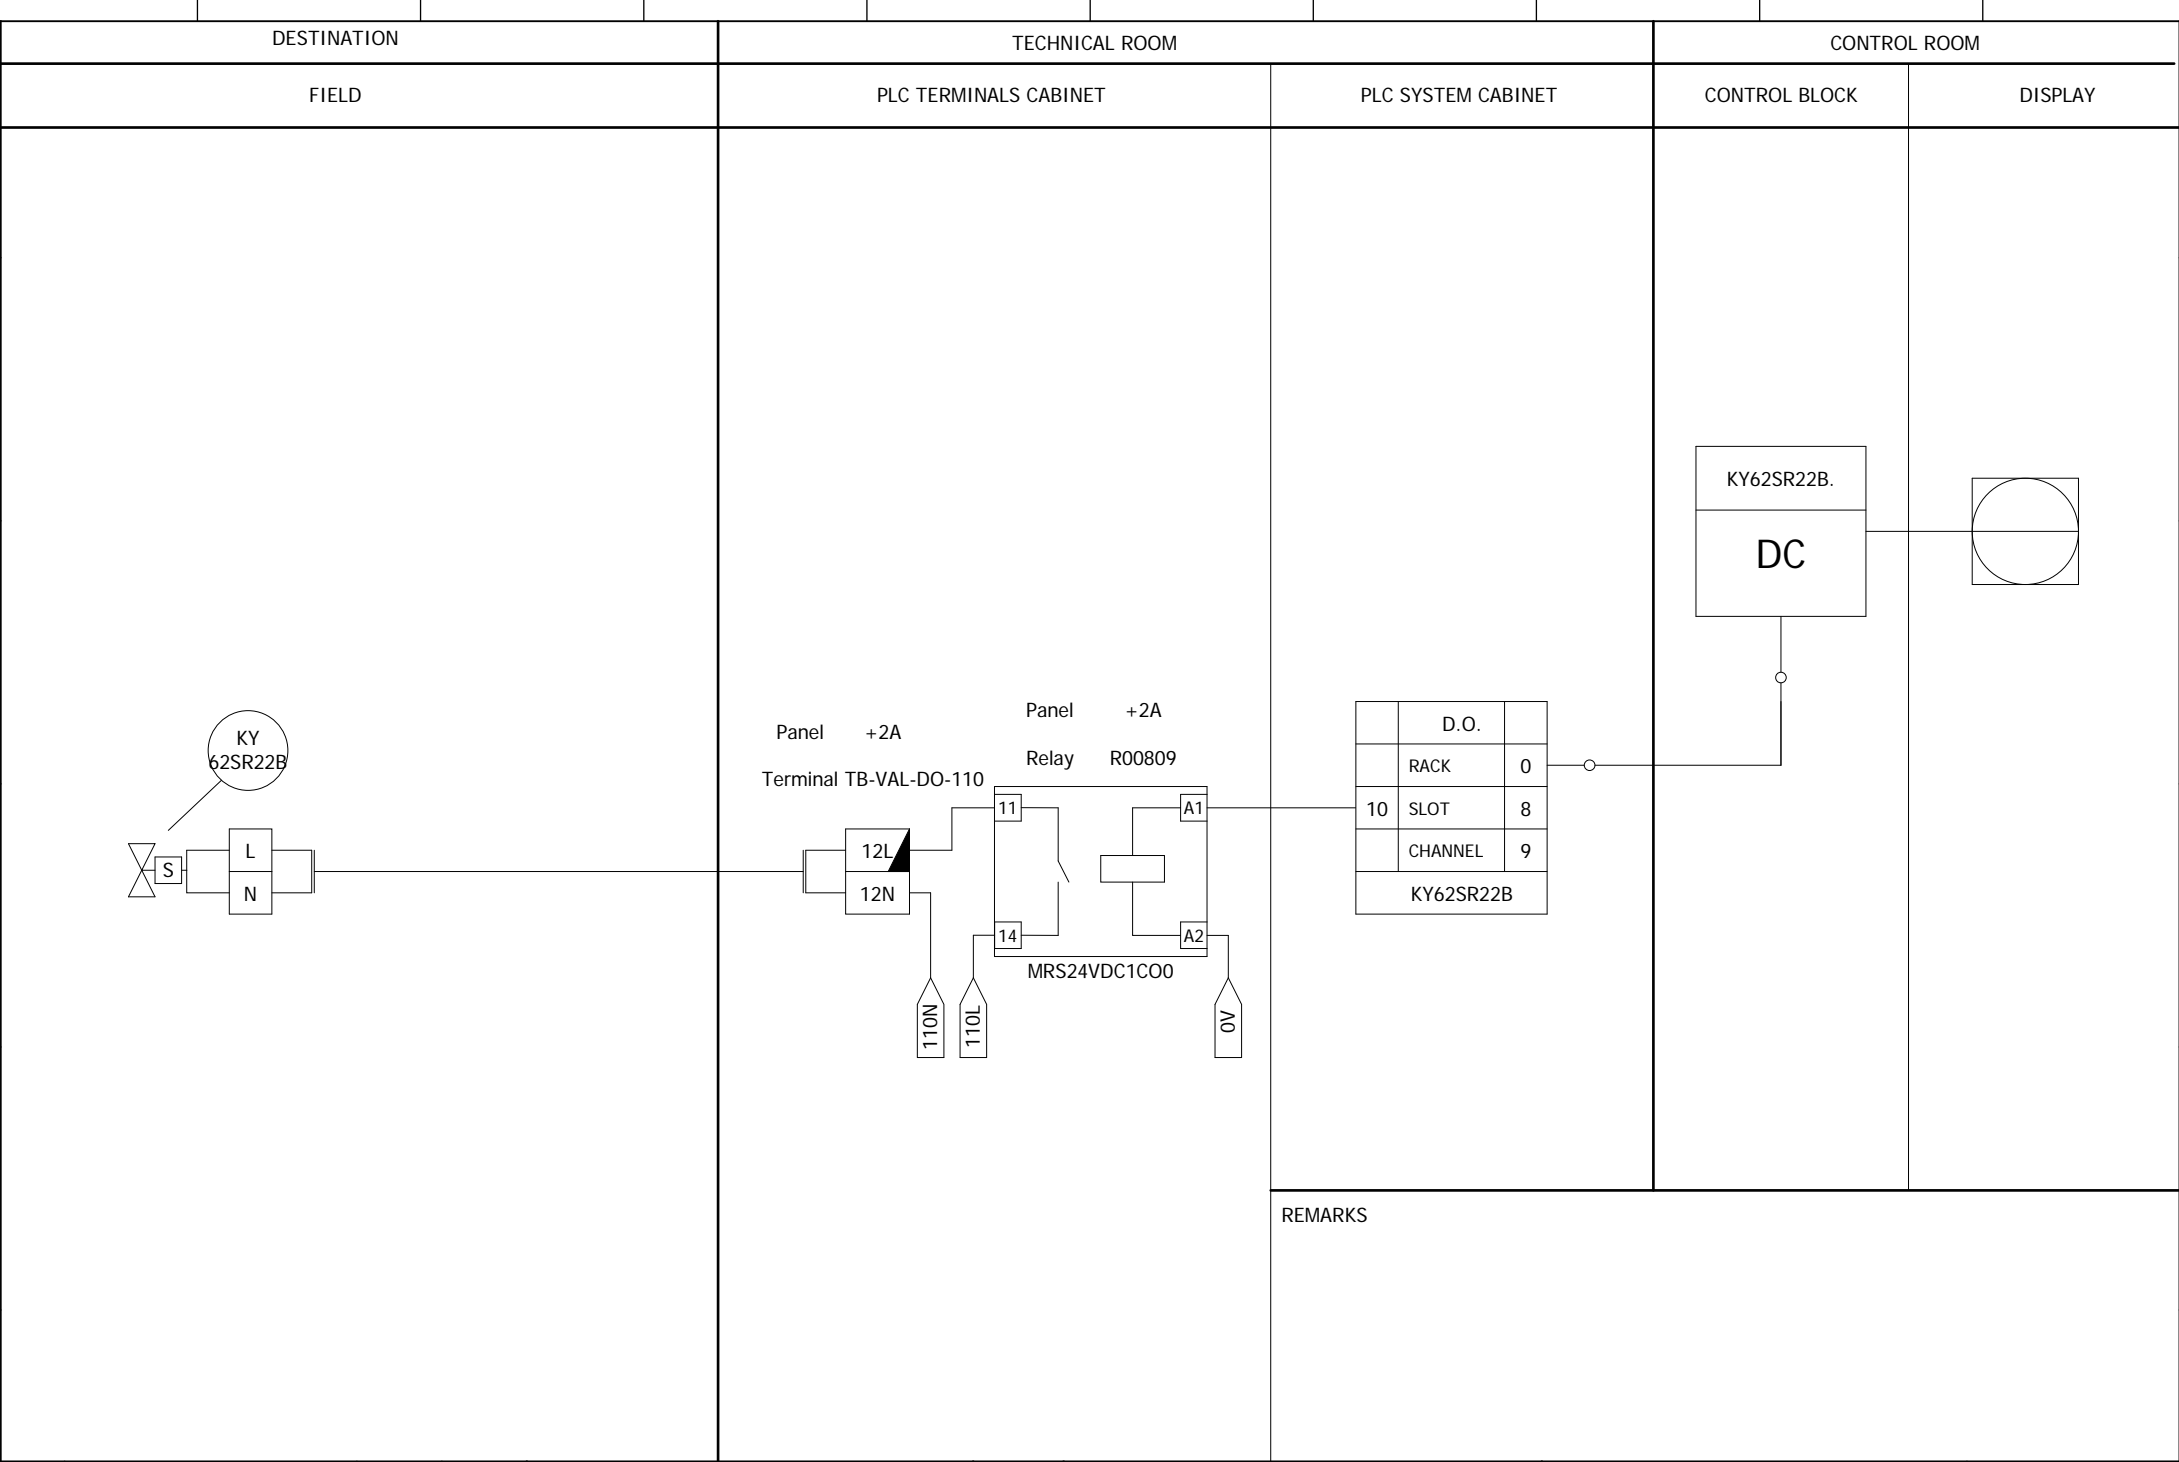 DESTINATION
TECHNICAL ROOM
CONTROL ROOM
FIELD
PLC TERMINALS CABINET
PLC SYSTEM CABINET
CONTROL BLOCK
DISPLAY
KY62SR22B.
DC
KY
62SR22B
S
L
N
Panel +2A
Terminal TB-VAL-DO-110
12L
12N
Panel +2A
Relay R00809
11
A1
14
A2
MRS24VDC1CO0
110N
110L
0V
D.O.
RACK 0
10 SLOT 8
CHANNEL 9
KY62SR22B
REMARKS